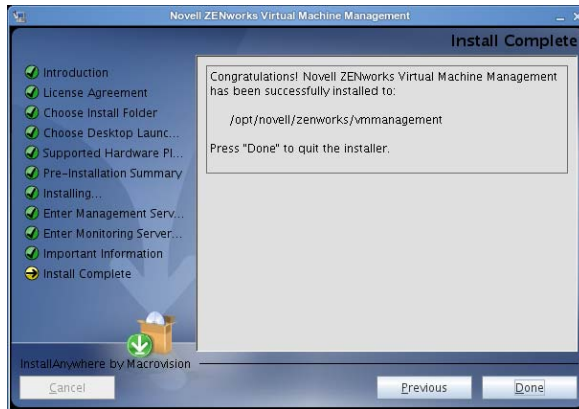 Novell ZENworks Virtual Machine Management
Install Complete
Introduction
License Agreement
Choose Install Folder
Choose Desktop Launc...
Supported Hardware Pl...
Pre-Installation Summary
Installing...
Enter Management Serv...
Enter Monitoring Server...
Important Information
Install Complete
Congratulations! Novell ZENworks Virtual Machine Management
has been successfully installed to:
/opt/novell/zenworks/vmmanagement
Press "Done" to quit the installer.
InstallAnywhere by Macrovision
Cancel
Previous
Done